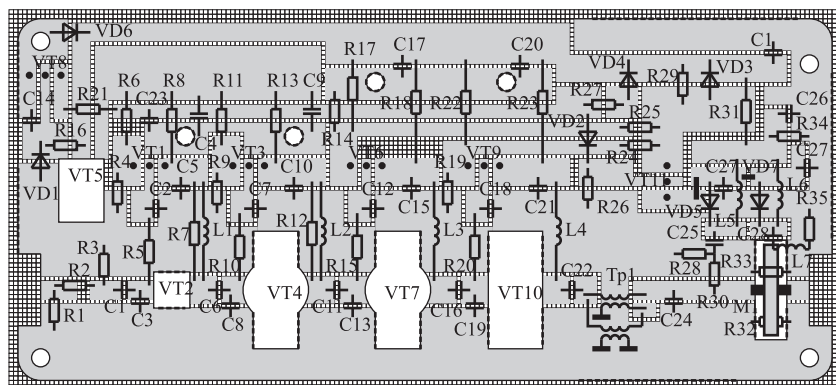 VD6
R17
C17
C20
C1
VD4
R29
VD3
VT8
R6
R8
R11
R13
C9
C14
R21
C23
C4
R14
R18
R22
R23
R27
VD2
R25
R24
R31
C26
R34
C27
R16
VD1
VT5
R4
VT1
C5
R9
VT3
C10
VT6
R19
VT9
VT11
C27
VD7
L6
R35
C2
C7
C12
C15
C18
C21
R26
VD5
L5
C28
R7
L1
R12
L2
L3
L4
C25
R3
R5
R10
R15
R20
R28
R33
L7
R2
VT2
VT4
VT7
VT10
C22
Тр1
R30
M1
R1
C1
C3
C6
C8
C11
C13
C16
C19
C24
R32